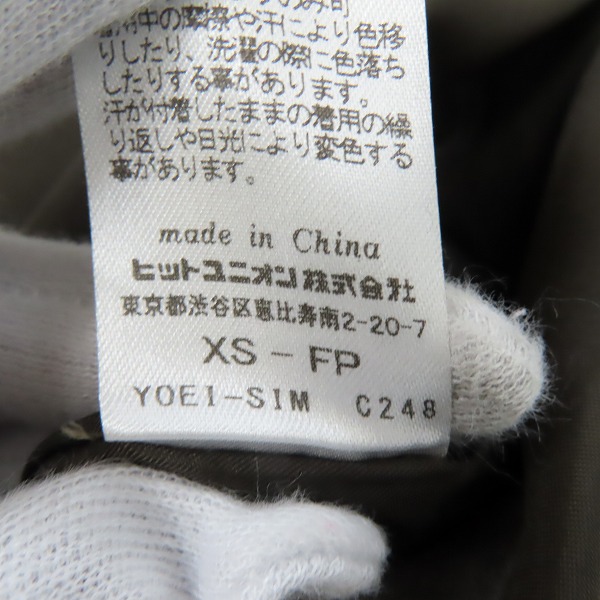 のみ可
着用中の摩擦や汗により色移
りしたり、洗濯の際に色落ち
したりする事があります。
汗が付着したままの着用の繰
り返しや日光により変色する
事があります。
made in China
ヒットユニオン株式会社
東京都渋谷区恵比寿南2-20-7
XS-FP
YOEI-SIM C248